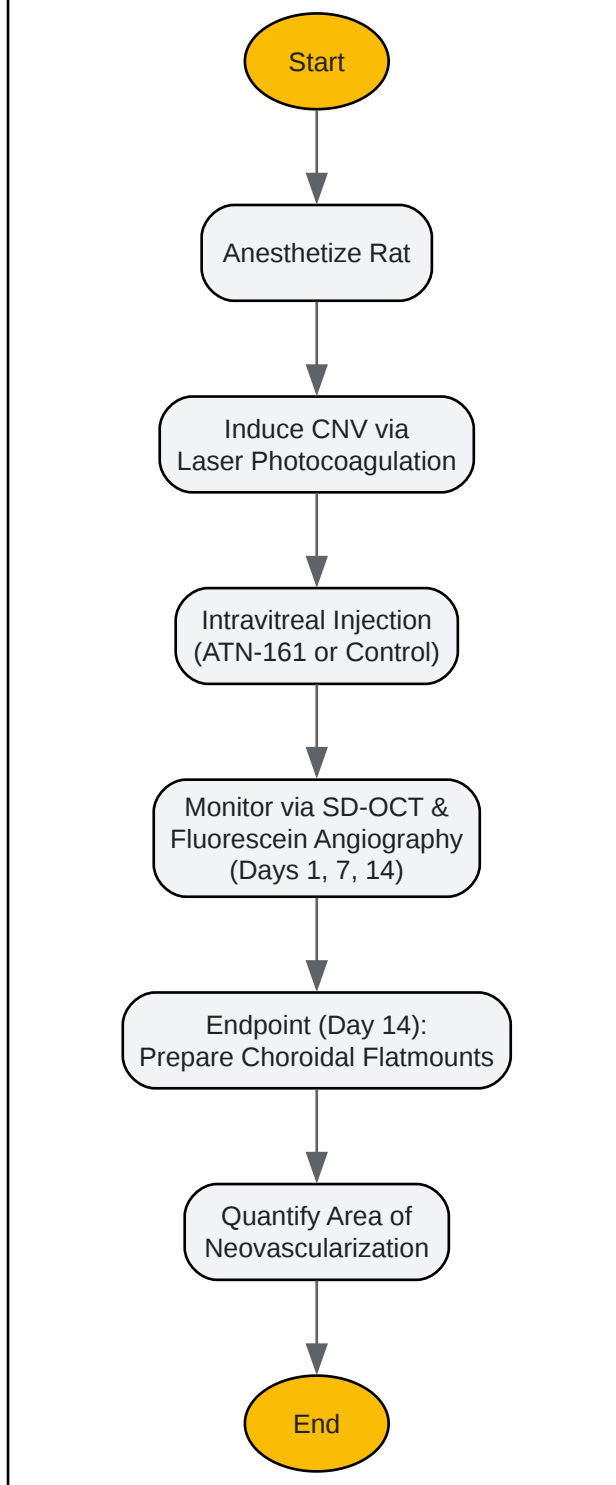 Start
Anesthetize Rat
Induce CNV via
Laser Photocoagulation
Intravitreal Injection
(ATN-161 or Control)
Monitor via SD-OCT &
Fluorescein Angiography
(Days 1, 7, 14)
Endpoint (Day 14):
Prepare Choroidal Flatmounts
Quantify Area of
Neovascularization
End